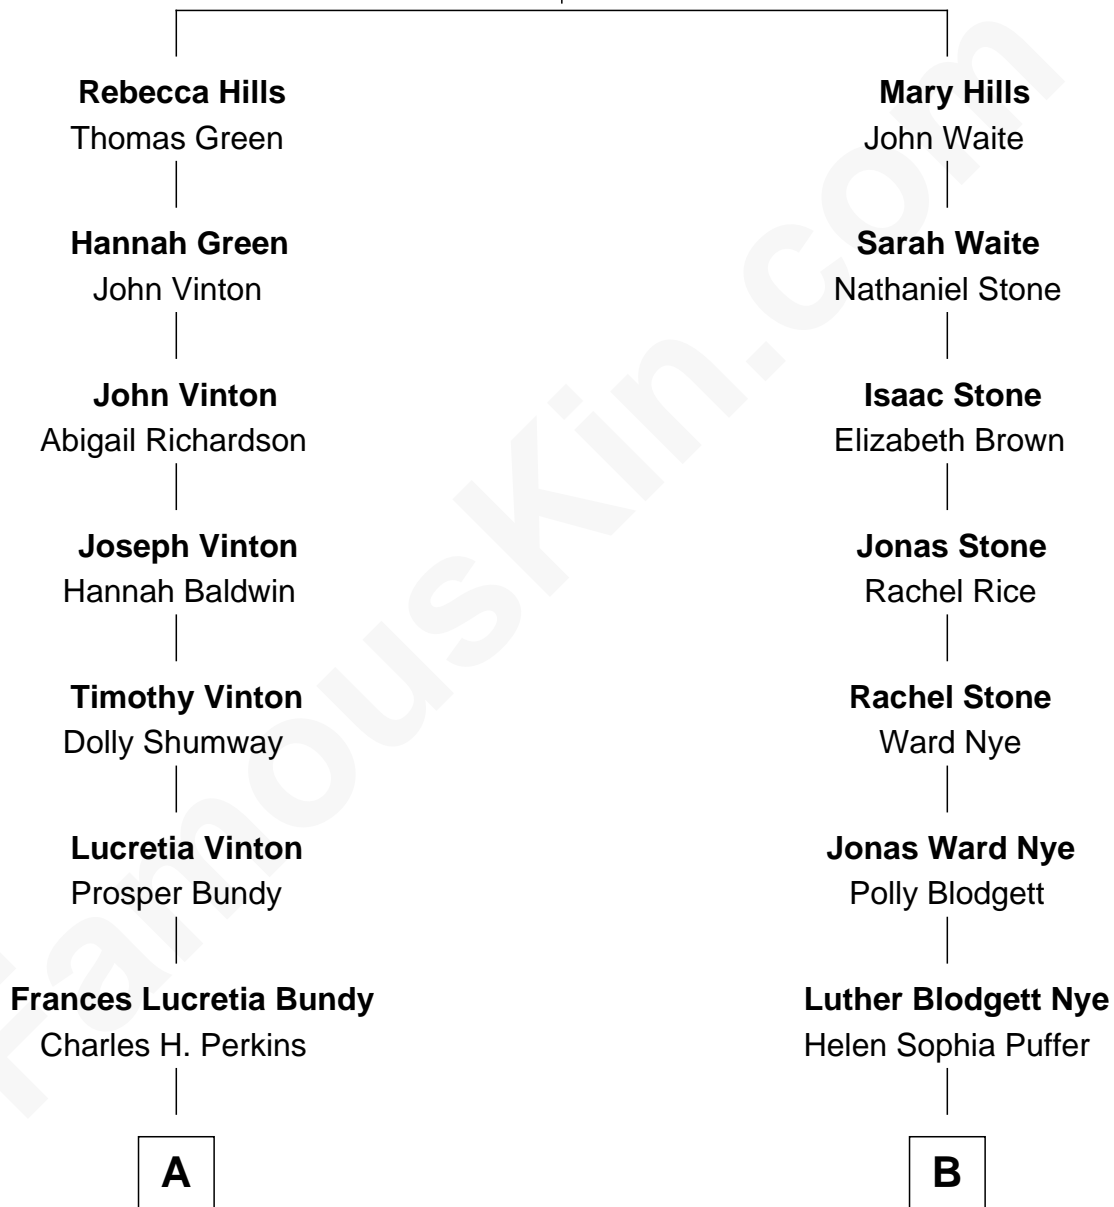 Rebecca Hills
Thomas Green
Hannah Green
John Vinton
John Vinton
Abigail Richardson
Joseph Vinton
Hannah Baldwin
Timothy Vinton
Dolly Shumway
Lucretia Vinton
Prosper Bundy
Frances Lucretia Bundy
Charles H. Perkins
A
Mary Hills
John Waite
Sarah Waite
Nathaniel Stone
Isaac Stone
Elizabeth Brown
Jonas Stone
Rachel Rice
Rachel Stone
Ward Nye
Jonas Ward Nye
Polly Blodgett
Luther Blodgett Nye
Helen Sophia Puffer
B
FamousKin.com